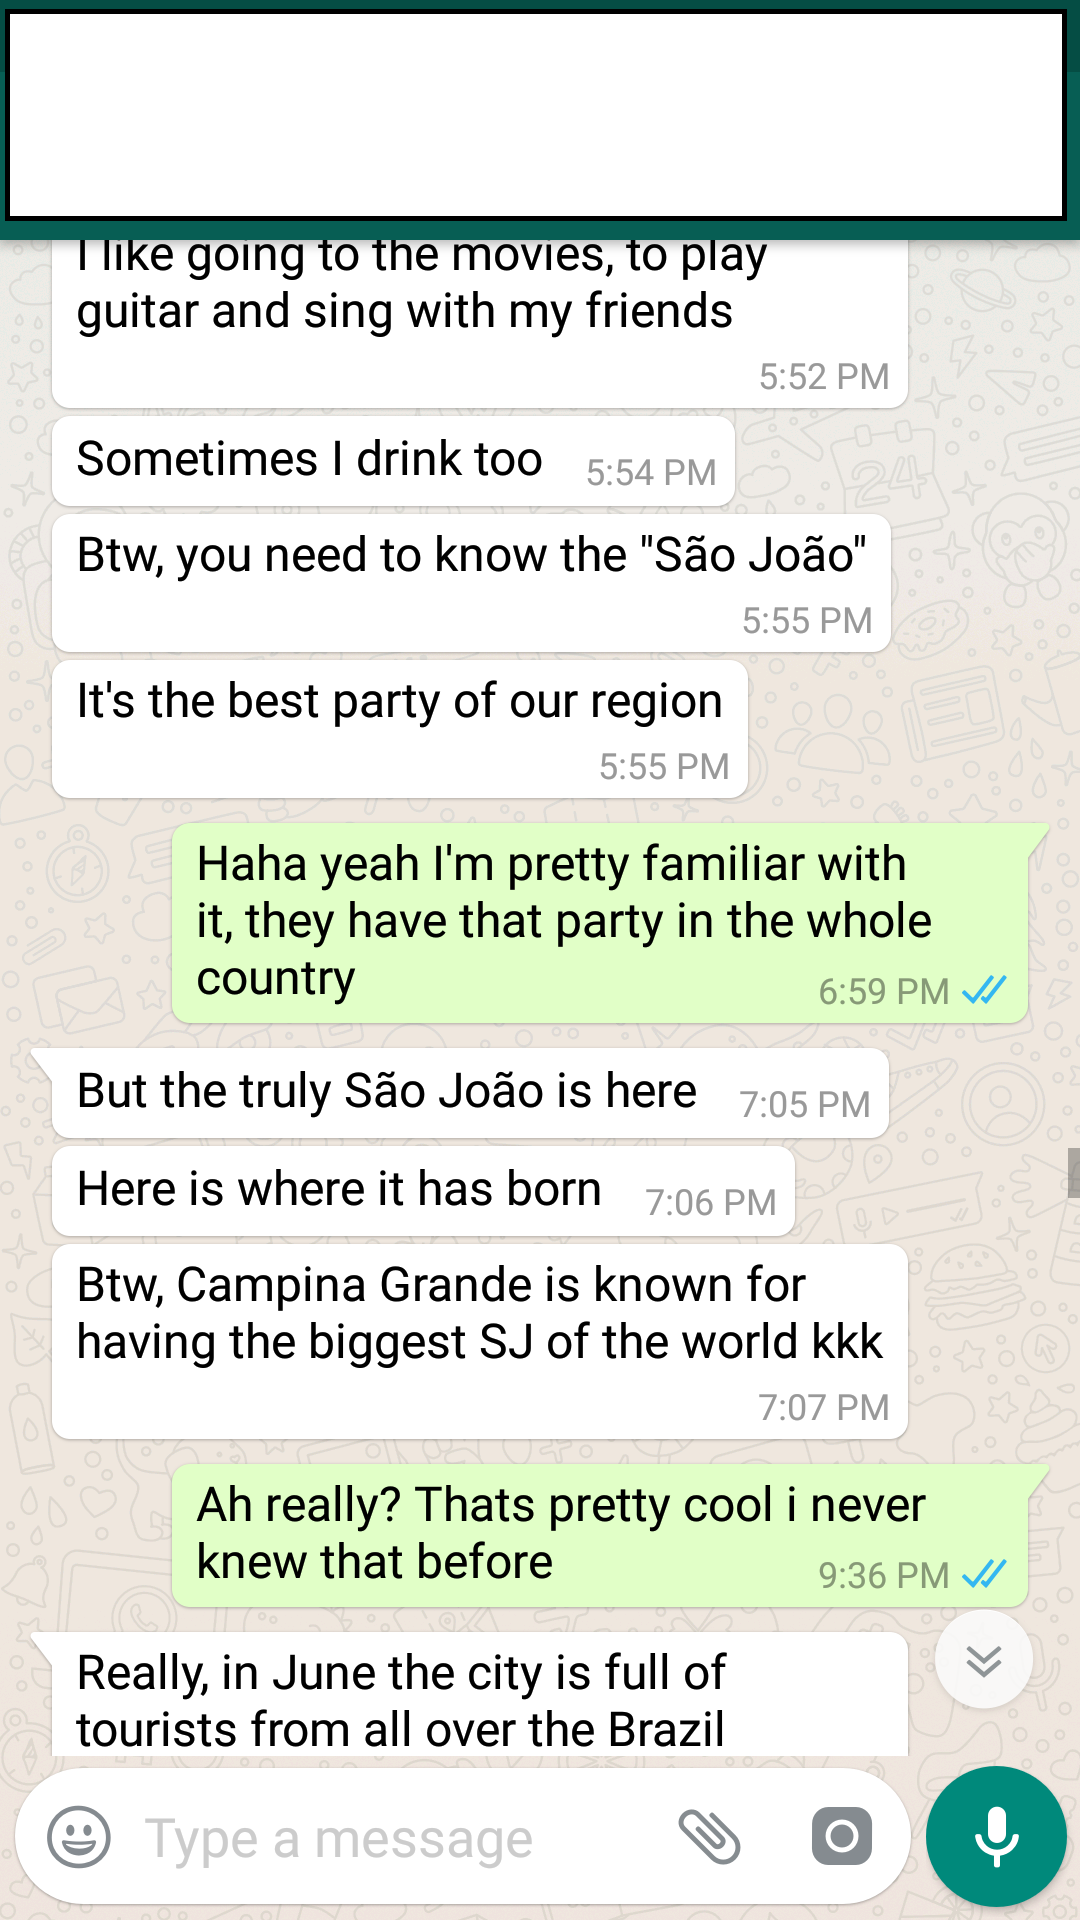 I like going to the movies, to play
guitar and sing with my friends
5:52 PM
Sometimes I drink too 5:54 PM
Btw, you need to know the "São João"
5:55 PM
It's the best party of our region
5:55 PM
Haha yeah I'm pretty familiar with
it, they have that party in the whole
country 6:59 PM
But the truly São João is here 7:05 PM
Here is where it has born 7:06 PM
Btw, Campina Grande is known for
having the biggest SJ of the world kkk
7:07 PM
Ah really? Thats pretty cool i never
knew that before 9:36 PM
Really, in June the city is full of
tourists from all over the Brazil
Type a message